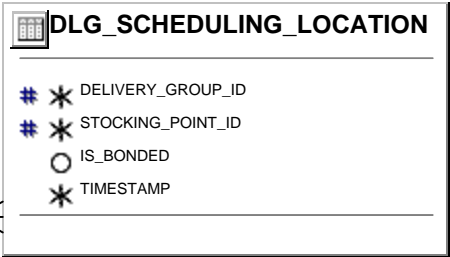 DLG_SCHEDULING_LOCATION
# * DELIVERY_GROUP_ID
# * STOCKING_POINT_ID
O IS_BONDED
* TIMESTAMP